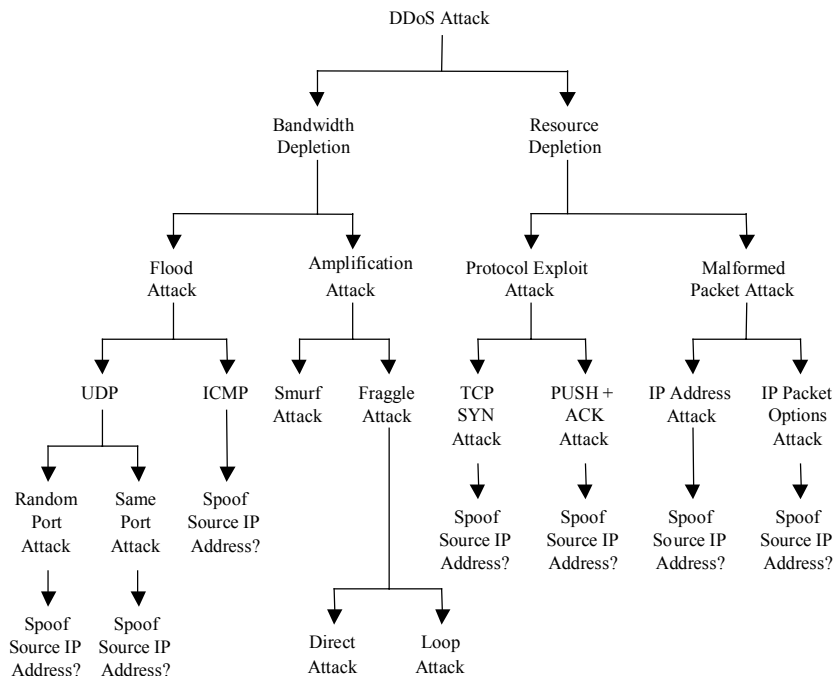 DDoS Attack
Bandwidth
Depletion
Resource
Depletion
Flood
Attack
Amplification
Attack
Protocol Exploit
Attack
Malformed
Packet Attack
UDP
ICMP
Smurf
Attack
Fraggle
Attack
TCP
SYN
Attack
PUSH +
ACK
Attack
IP Address
Attack
IP Packet
Options
Attack
Random
Port
Attack
Same
Port
Attack
Spoof
Source IP
Address?
Spoof
Source IP
Address?
Spoof
Source IP
Address?
Spoof
Source IP
Address?
Spoof
Source IP
Address?
Spoof
Source IP
Address?
Spoof
Source IP
Address?
Direct
Attack
Loop
Attack